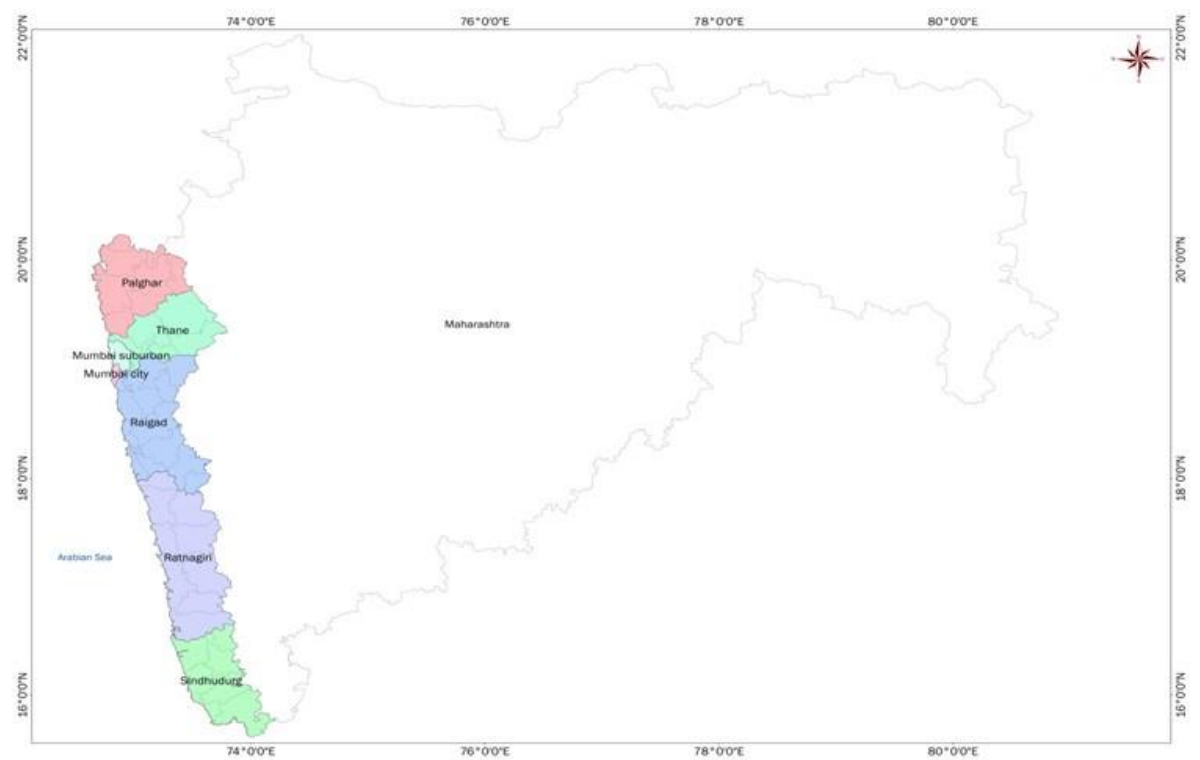 74°0'0"E 76°0'0"E 78°0'0"E 80°0'0"E
22°0'0"N 22°0'0"N
20°0'0"N 20°0'0"N
Palghar
Maharashtra
Thane
Mumbai suburban
Mumbai city
Raigad
18°0'0"N 18°0'0"N
Arabian Sea Ratnagiri
Sindhudurg
16°0'0"N 16°0'0"N
74°0'0"E 76°0'0"E 78°0'0"E 80°0'0"E